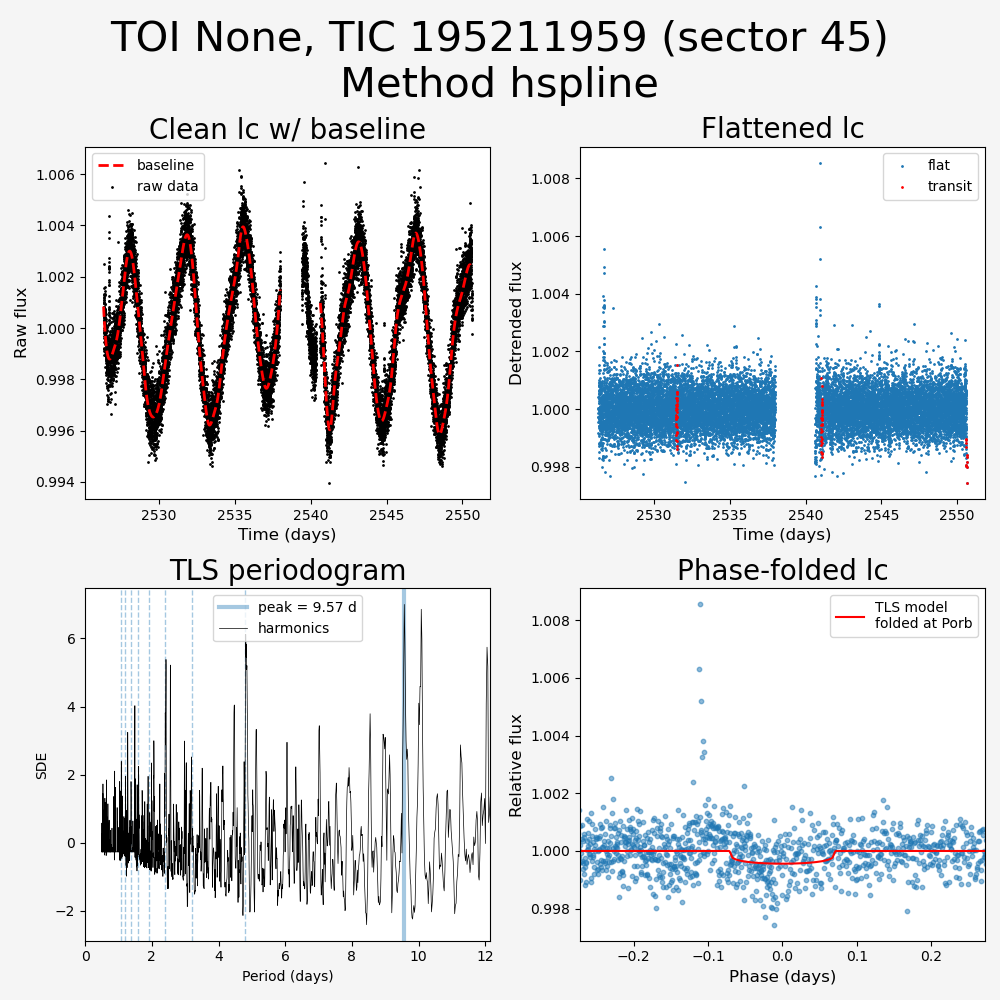 TOI None, TIC 195211959 (sector 45)
Method hspline
Clean lc w/ baseline
Flattened lc
baseline
raw data
flat
transit
1.006
1.004
1.002
1.000
0.998
0.996
0.994
Raw flux
2530
2535
2540
2545
2550
Time (days)
1.008
1.006
1.004
1.002
1.000
0.998
Detrended flux
2530
2535
2540
2545
2550
Time (days)
TLS periodogram
Phase-folded lc
peak = 9.57 d
harmonics
TLS model
folded at Porb
6
4
2
0
−2
SDE
0
2
4
6
8
10
12
Period (days)
1.008
1.006
1.004
1.002
1.000
0.998
Relative flux
−0.2
−0.1
0.0
0.1
0.2
Phase (days)